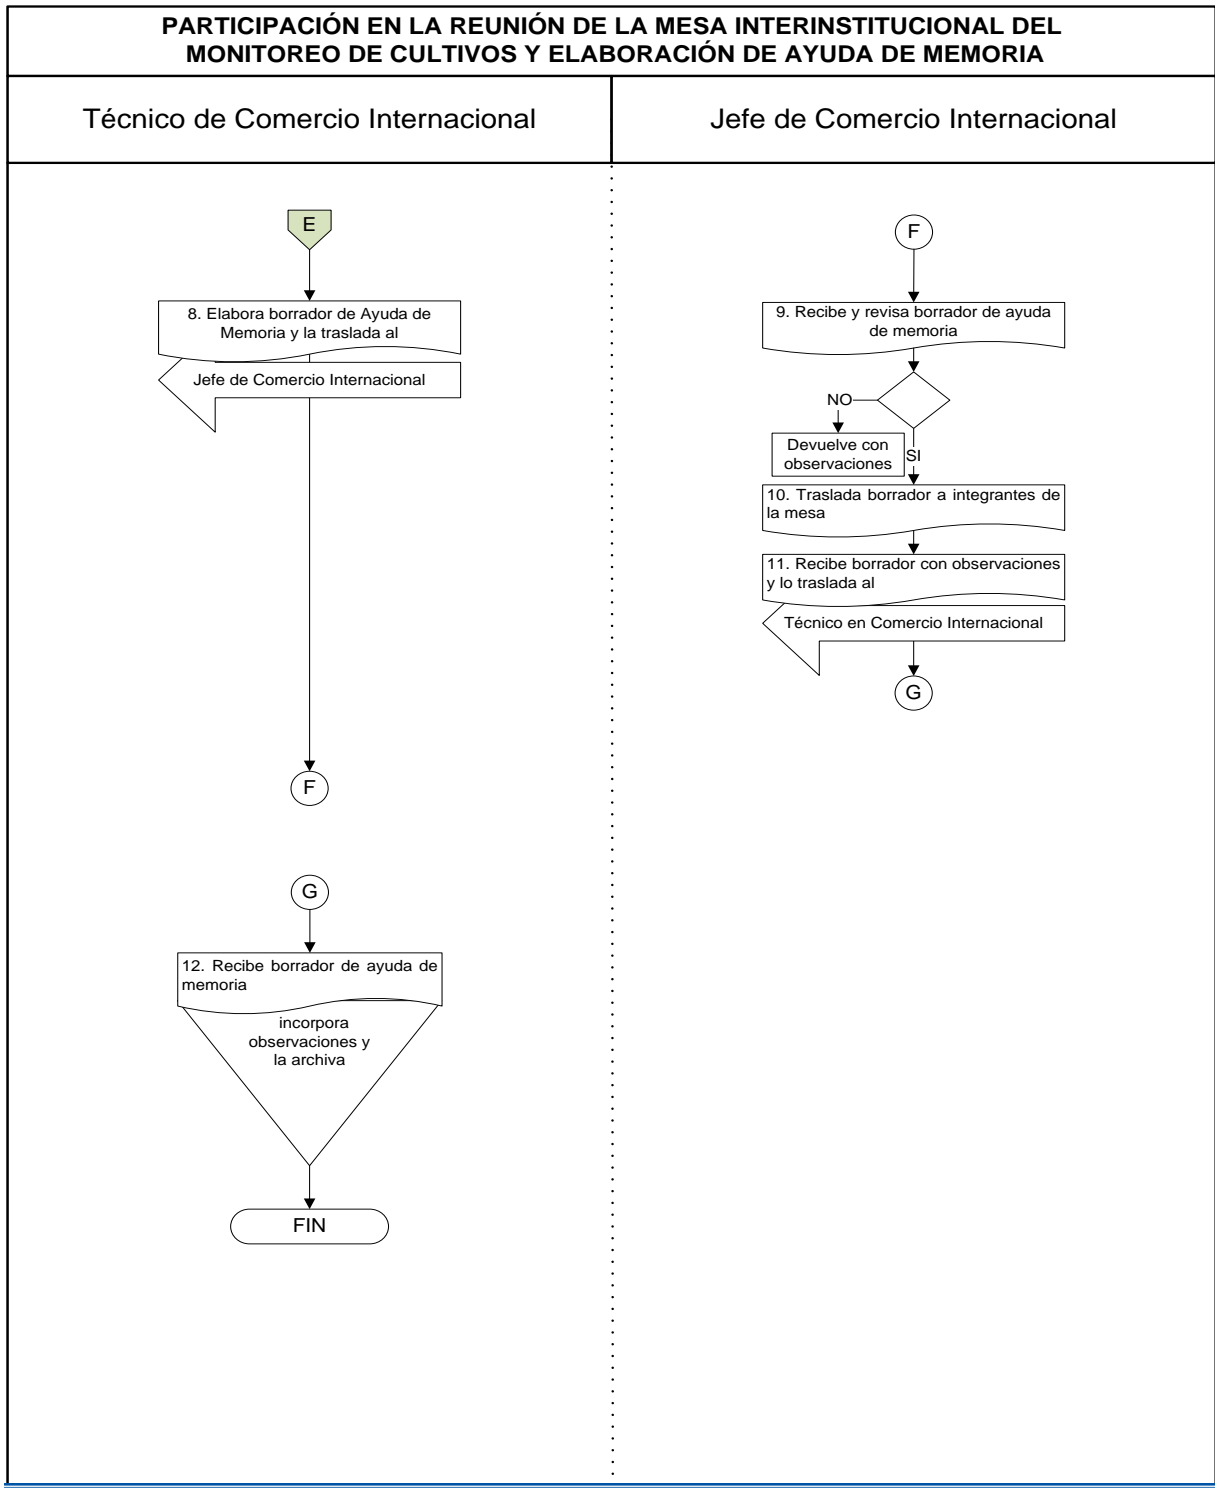 PARTICIPACIÓN EN LA REUNIÓN DE LA MESA INTERINSTITUCIONAL DEL
MONITOREO DE CULTIVOS Y ELABORACIÓN DE AYUDA DE MEMORIA
Técnico de Comercio Internacional
Jefe de Comercio Internacional
E
8. Elabora borrador de Ayuda de
Memoria y la traslada al
Jefe de Comercio Internacional
F
G
12. Recibe borrador de ayuda de
memoria
incorpora
observaciones y
la archiva
FIN
F
9. Recibe y revisa borrador de ayuda
de memoria
NO
Devuelve con
observaciones
SI
10. Traslada borrador a integrantes de
la mesa
11. Recibe borrador con observaciones
y lo traslada al
Técnico en Comercio Internacional
G